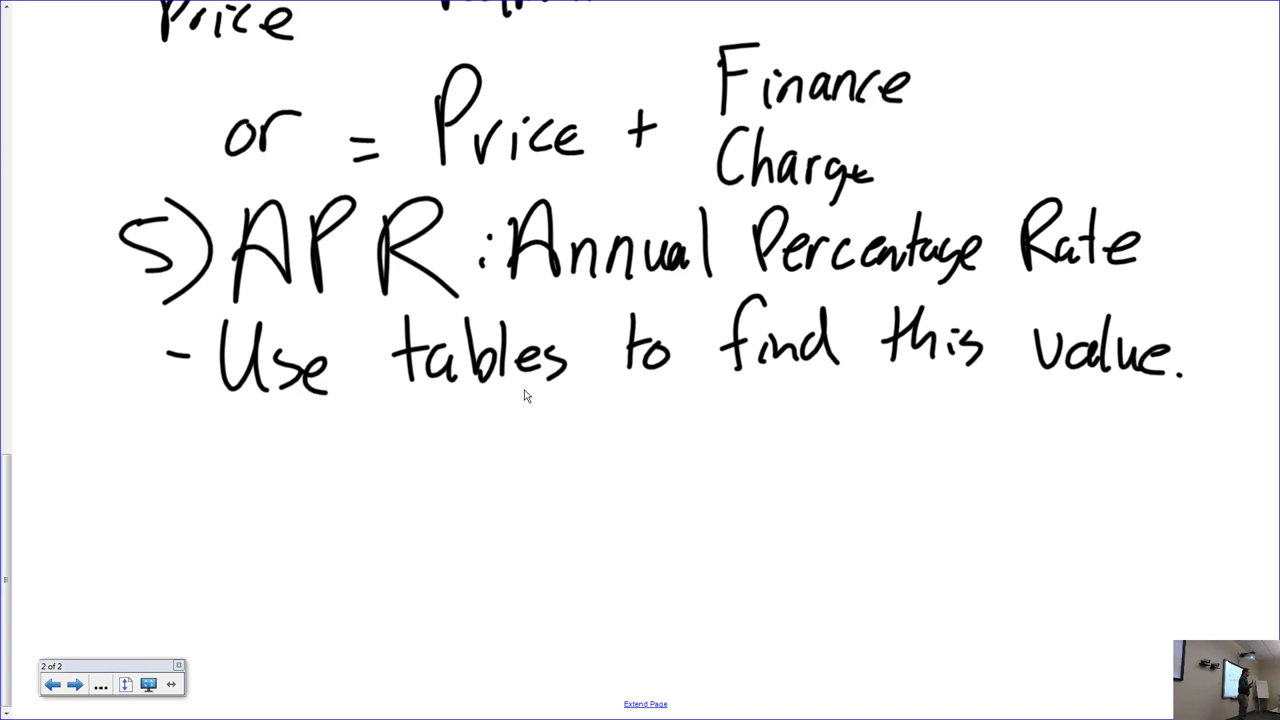 Price
or = Price + Finance Charge
5) APR : Annual Percentage Rate
- Use tables to find this value.
2 of 2
Extend Page